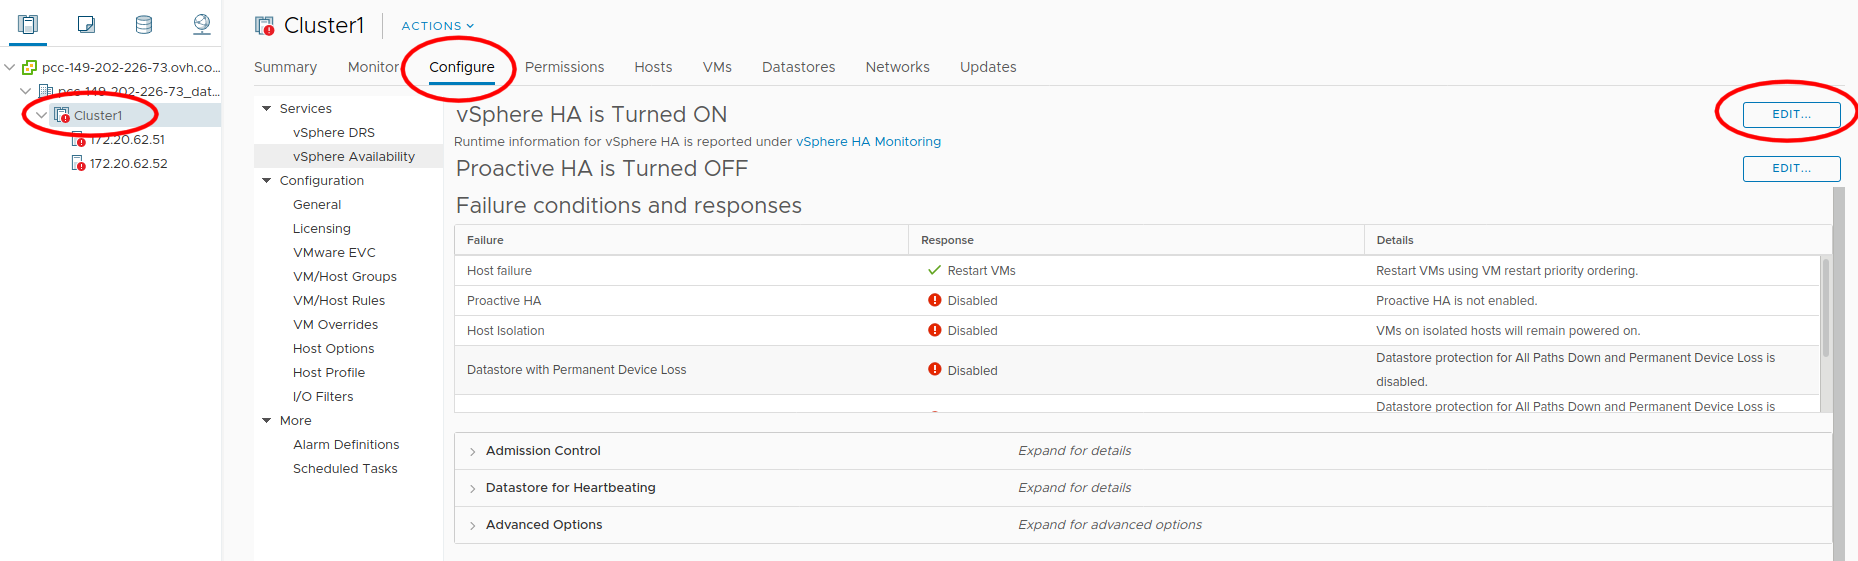 Cluster1
ACTIONS
Summary Monitor Configure Permissions Hosts VMs Datastores Networks Updates
pcc-149-202-226-73.ovh.co...
pcc-149-202-226-73_dat...
Cluster1
172.20.62.51
172.20.62.52
Services
vSphere DRS
vSphere Availability
Configuration
General
Licensing
VMware EVC
VM/Host Groups
VM/Host Rules
VM Overrides
Host Options
Host Profile
I/O Filters
More
Alarm Definitions
Scheduled Tasks
vSphere HA is Turned ON
EDIT...
Runtime information for vSphere HA is reported under vSphere HA Monitoring
Proactive HA is Turned OFF
EDIT...
Failure conditions and responses
Failure Response Details
Host failure Restart VMs Restart VMs using VM restart priority ordering.
Proactive HA Disabled Proactive HA is not enabled.
Host Isolation Disabled VMs on isolated hosts will remain powered on.
Datastore with Permanent Device Loss Disabled Datastore protection for All Paths Down and Permanent Device Loss is
disabled.
Datastore protection for All Paths Down and Permanent Device Loss is
Admission Control Expand for details
Datastore for Heartbeating Expand for details
Advanced Options Expand for advanced options